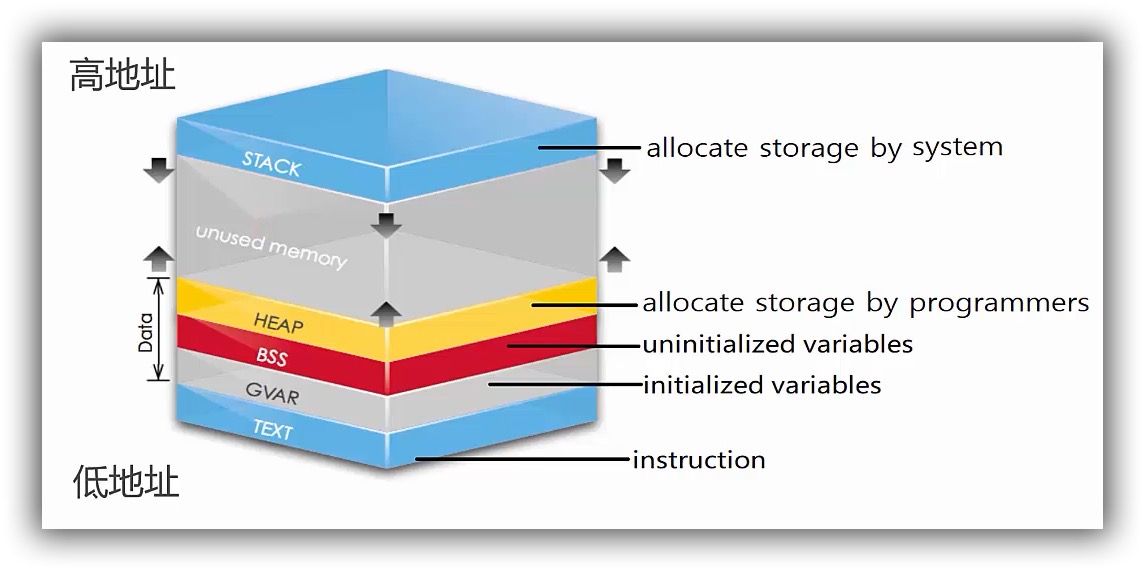 高地址
STACK
allocate storage by system
unused memory
Data
HEAP
allocate storage by programmers
BSS
uninitialized variables
GVAR
initialized variables
TEXT
instruction
低地址